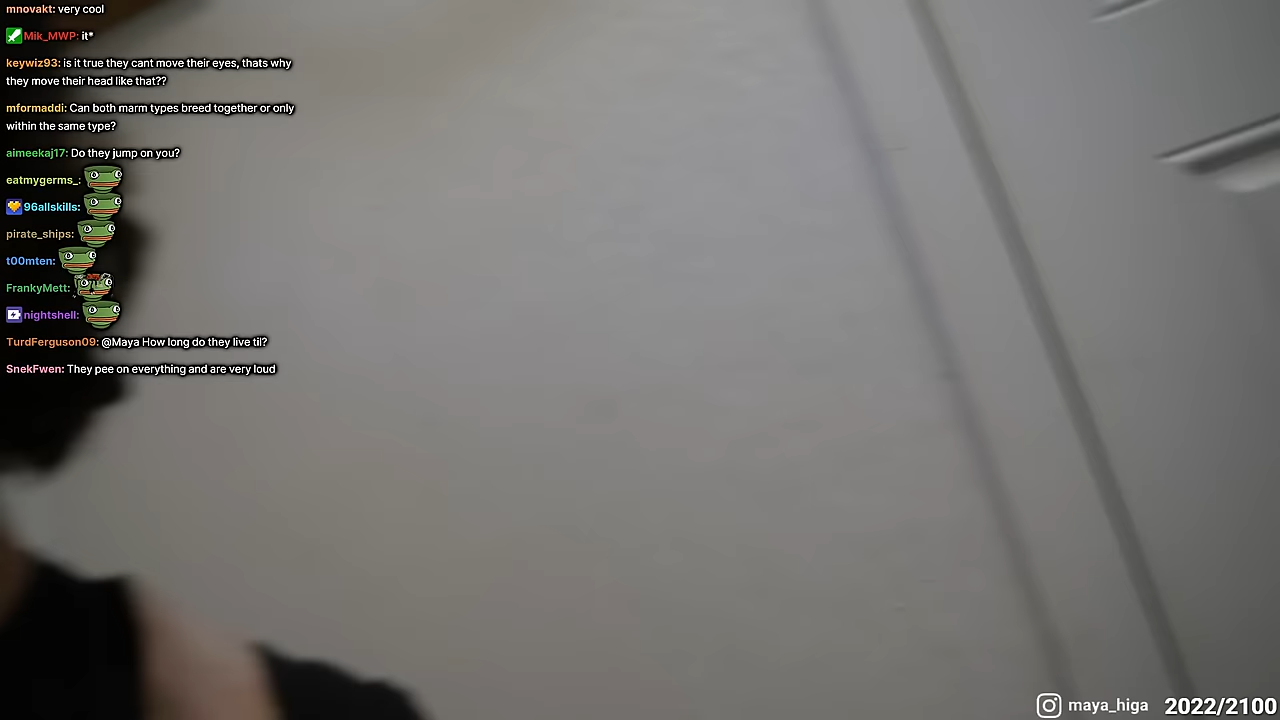 mnovakt: very cool
Mik_MWP: it*
keywiz93: is it true they cant move their eyes, thats why
they move their head like that??
mformaddi: Can both marm types breed together or only
within the same type?
aimeekaj17: Do they jump on you?
eatmygerms_:
96allskills:
pirate_ships:
t00mten:
FrankyMett:
nightshell:
TurdFerguson09: @Maya How long do they live til?
SnekFwen: They pee on everything and are very loud
maya_higa 2022/2100